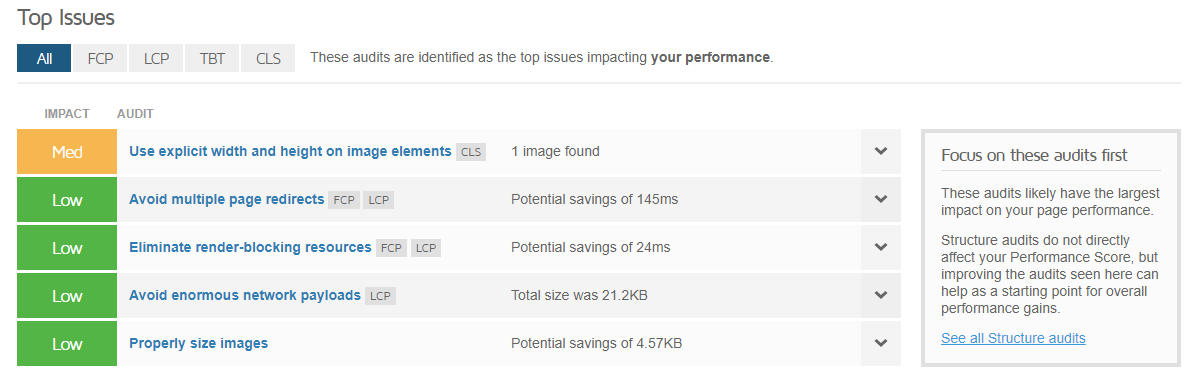 Top Issues
All FCP LCP TBT CLS These audits are identified as the top issues impacting your performance.
IMPACT AUDIT
Med Use explicit width and height on image elements CLS 1 image found
Low Avoid multiple page redirects FCP LCP Potential savings of 145ms
Low Eliminate render-blocking resources FCP LCP Potential savings of 24ms
Low Avoid enormous network payloads LCP Total size was 21.2KB
Low Properly size images Potential savings of 4.57KB
Focus on these audits first
These audits likely have the largest
impact on your page performance.
Structure audits do not directly
affect your Performance Score, but
improving the audits seen here can
help as a starting point for overall
performance gains.
See all Structure audits